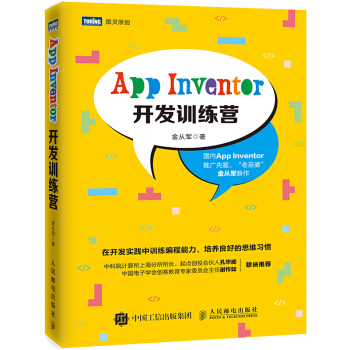 TURING 图灵原创
App Inventor
开发训练营
金从军◎著
国内App Inventor
推广先驱、“老巫婆”
金从军新作
在开发实践中训练编程能力，培养良好的思维习惯
中科院计算所上海分所所长、起点创投合伙人孔华威
中国电子学会创客教育专家委员会主任谢作如
联袂推荐
中国工信出版集团
人民邮电出版社
TURING
App Inventor
开发训练营
金从军 著
人民邮电出版社